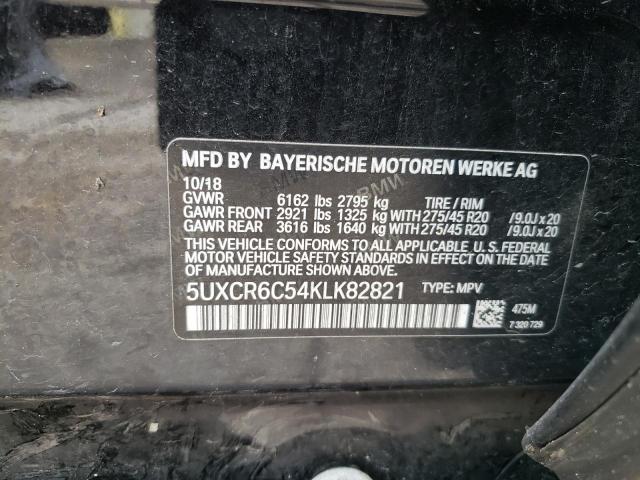 MFD BY BAYERISCHE MOTOREN WERKE AG
10/18
GVWR 6162 lbs 2795 kg TIRE / RIM
GAWR FRONT 2921 lbs 1325 kg WITH 275/45 R20 /9.0J x 20
GAWR REAR 3616 lbs 1640 kg WITH 275/45 R20 /9.0J x 20
THIS VEHICLE CONFORMS TO ALL APPLICABLE U. S. FEDERAL
MOTOR VEHICLE SAFETY STANDARDS IN EFFECT ON THE DATE
OF MANUFACTURE SHOWN ABOVE.
5UXCR6C54KLK82821 TYPE: MPV
475M
7 320 729